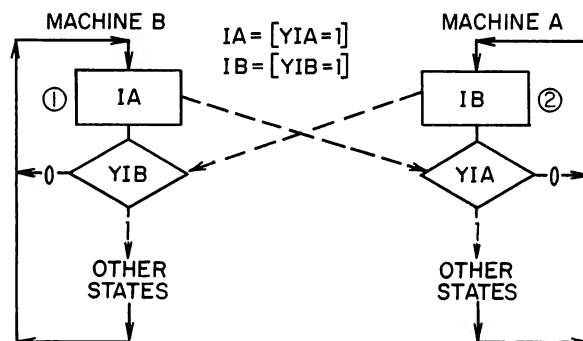 MACHINE B
MACHINE A
IA = [YIA=1]
IB = [YIB=1]
① IA
IB ②
YIB
YIA
0
0
1
1
OTHER
STATES
OTHER
STATES